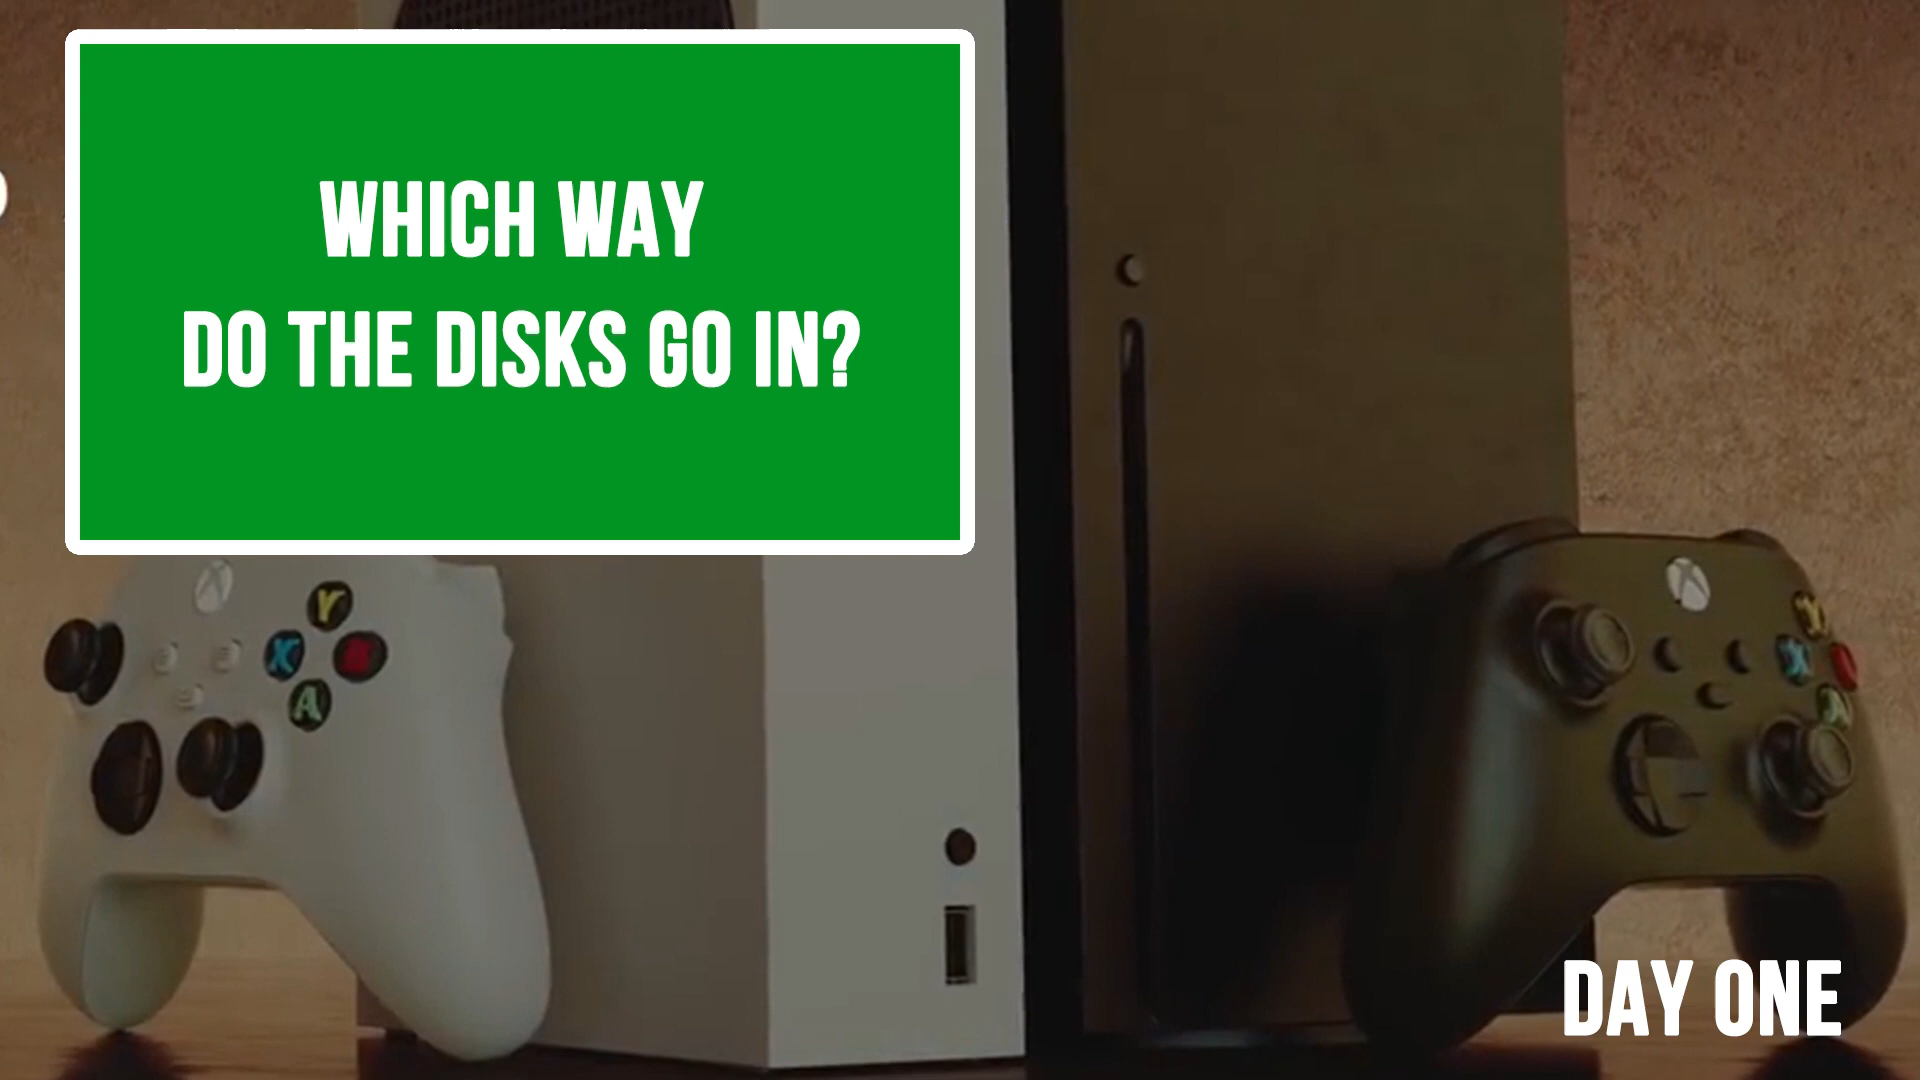 WHICH WAY
DO THE DISKS GO IN?
Y
X
A
Y
X
A
DAY ONE